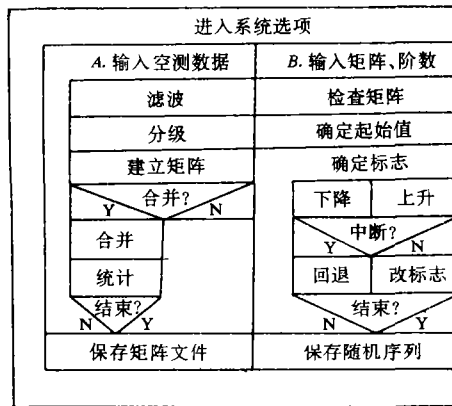 进入系统选项
A. 输入空测数据
B. 输入矩阵、阶数
滤波
检查矩阵
分级
确定起始值
建立矩阵
确定标志
合并?
Y
N
下降
上升
合并
中断?
Y
N
统计
回退
改标志
结束?
N
Y
结束?
N
Y
保存矩阵文件
保存随机序列